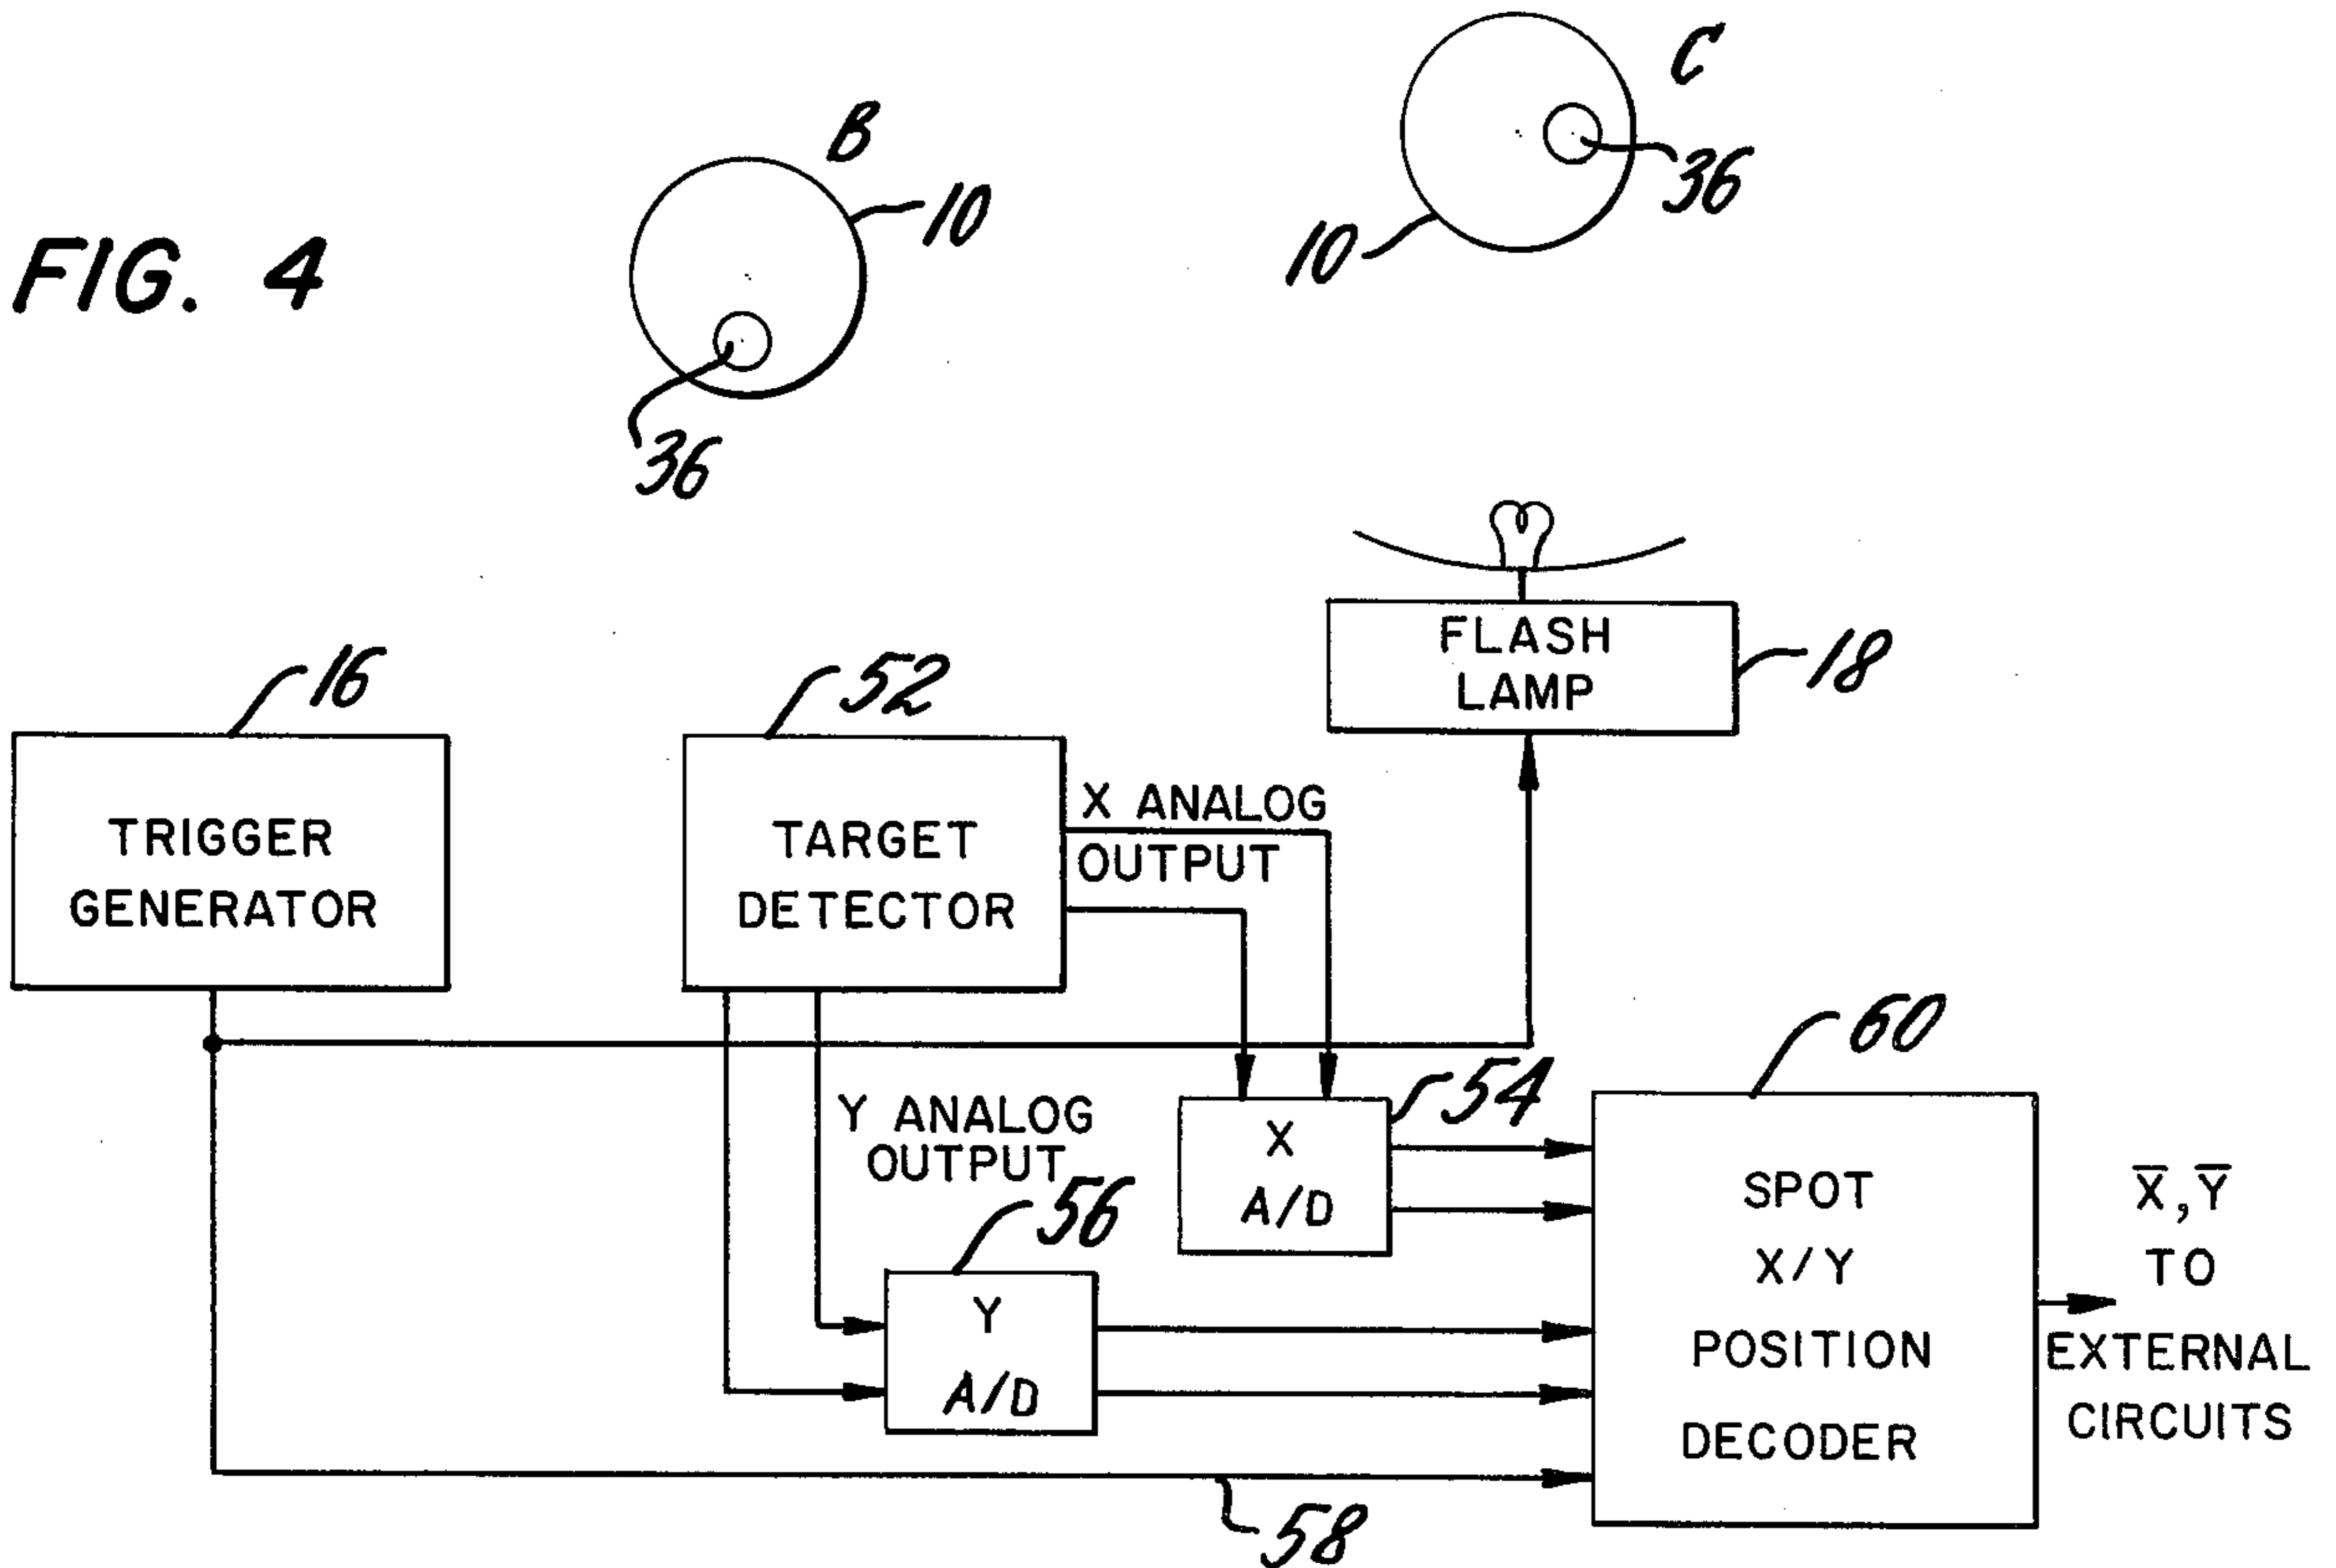 C
B
10
36
10
FIG. 4
36
FLASH
LAMP
18
16
52
X ANALOG
OUTPUT
TRIGGER
GENERATOR
TARGET
DETECTOR
60
54
Y ANALOG
OUTPUT
X
A/D
56
Y
A/D
SPOT
X/Y
POSITION
DECODER
X̅, Y̅
TO
EXTERNAL
CIRCUITS
58